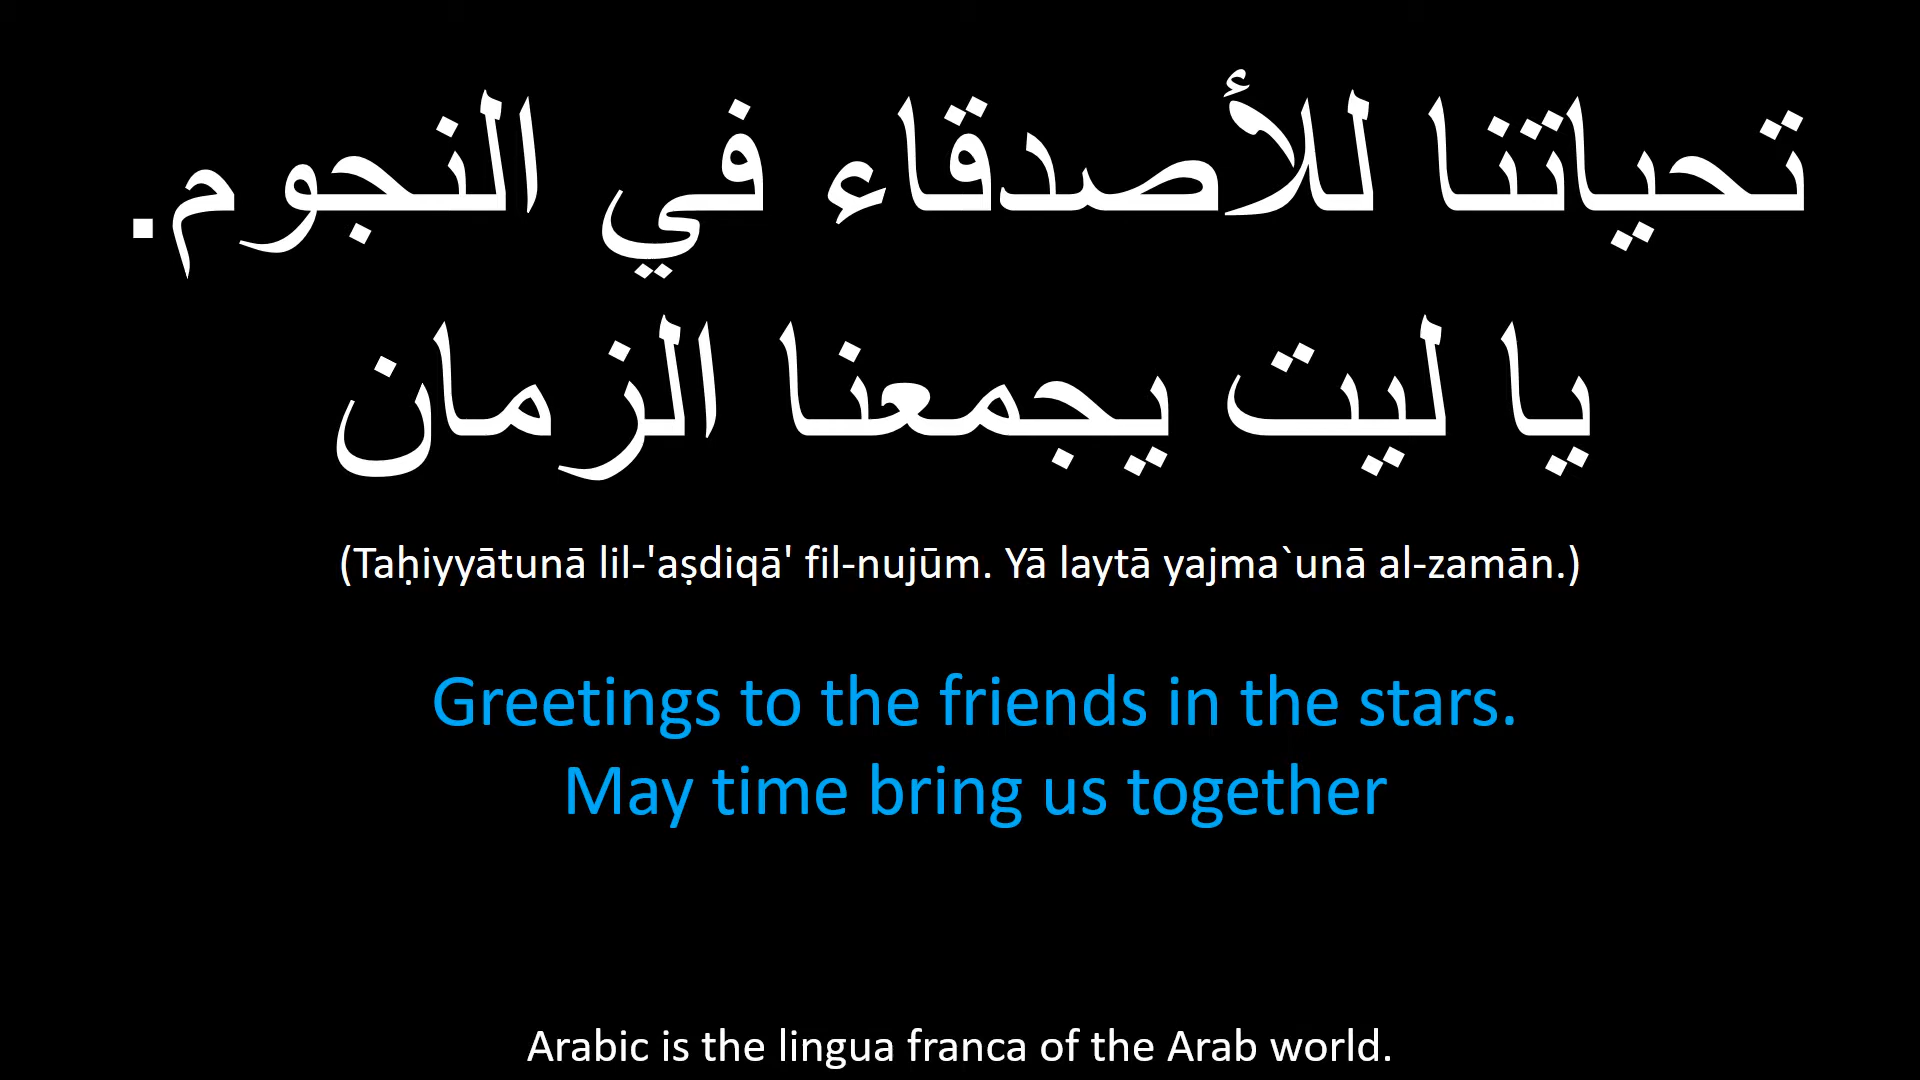 تحياتنا للأصدقاء في النجوم.
يا ليت يجمعنا الزمان
(Taḥiyyātunā lil-'aṣdiqā' fil-nujūm. Yā laytā yajma`unā al-zamān.)
Greetings to the friends in the stars.
May time bring us together
Arabic is the lingua franca of the Arab world.